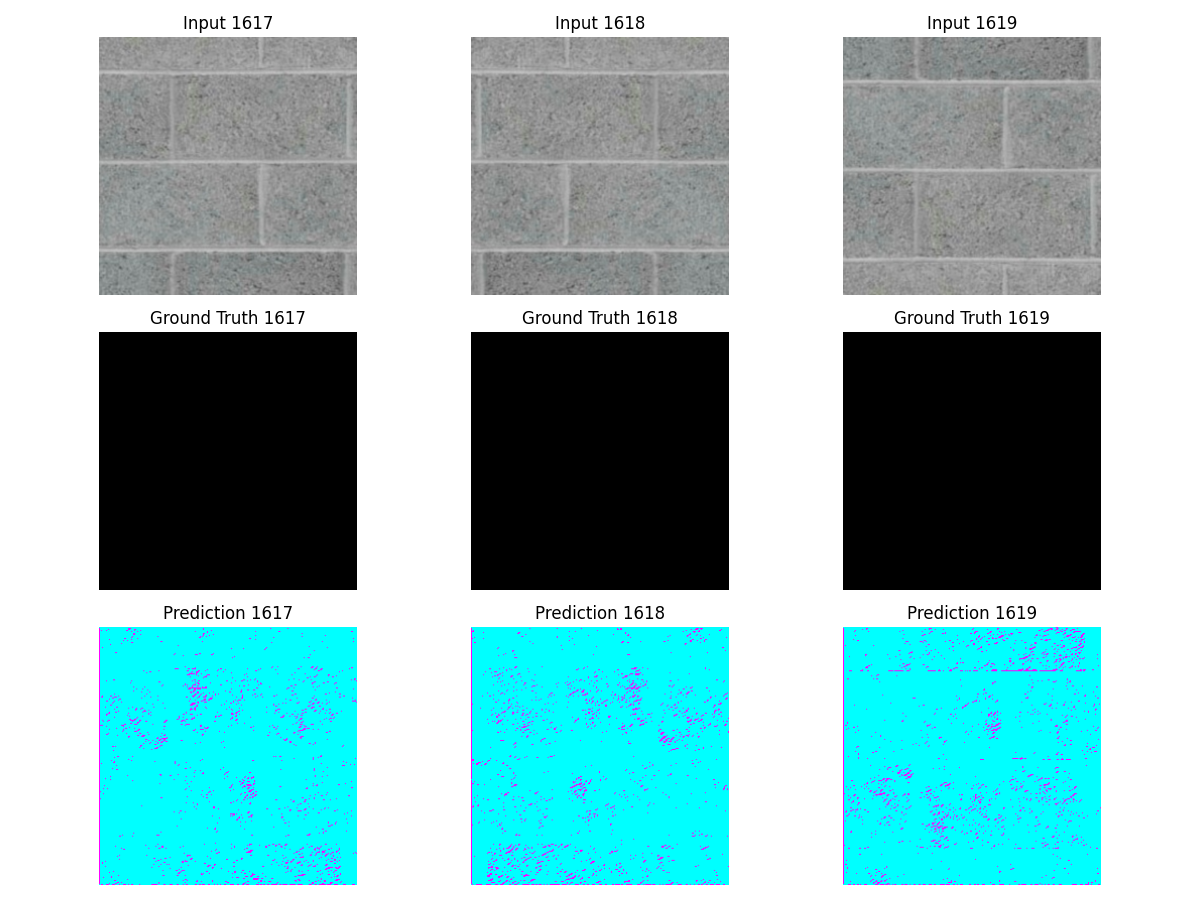 Input 1617
Input 1618
Input 1619
Ground Truth 1617
Ground Truth 1618
Ground Truth 1619
Prediction 1617
Prediction 1618
Prediction 1619